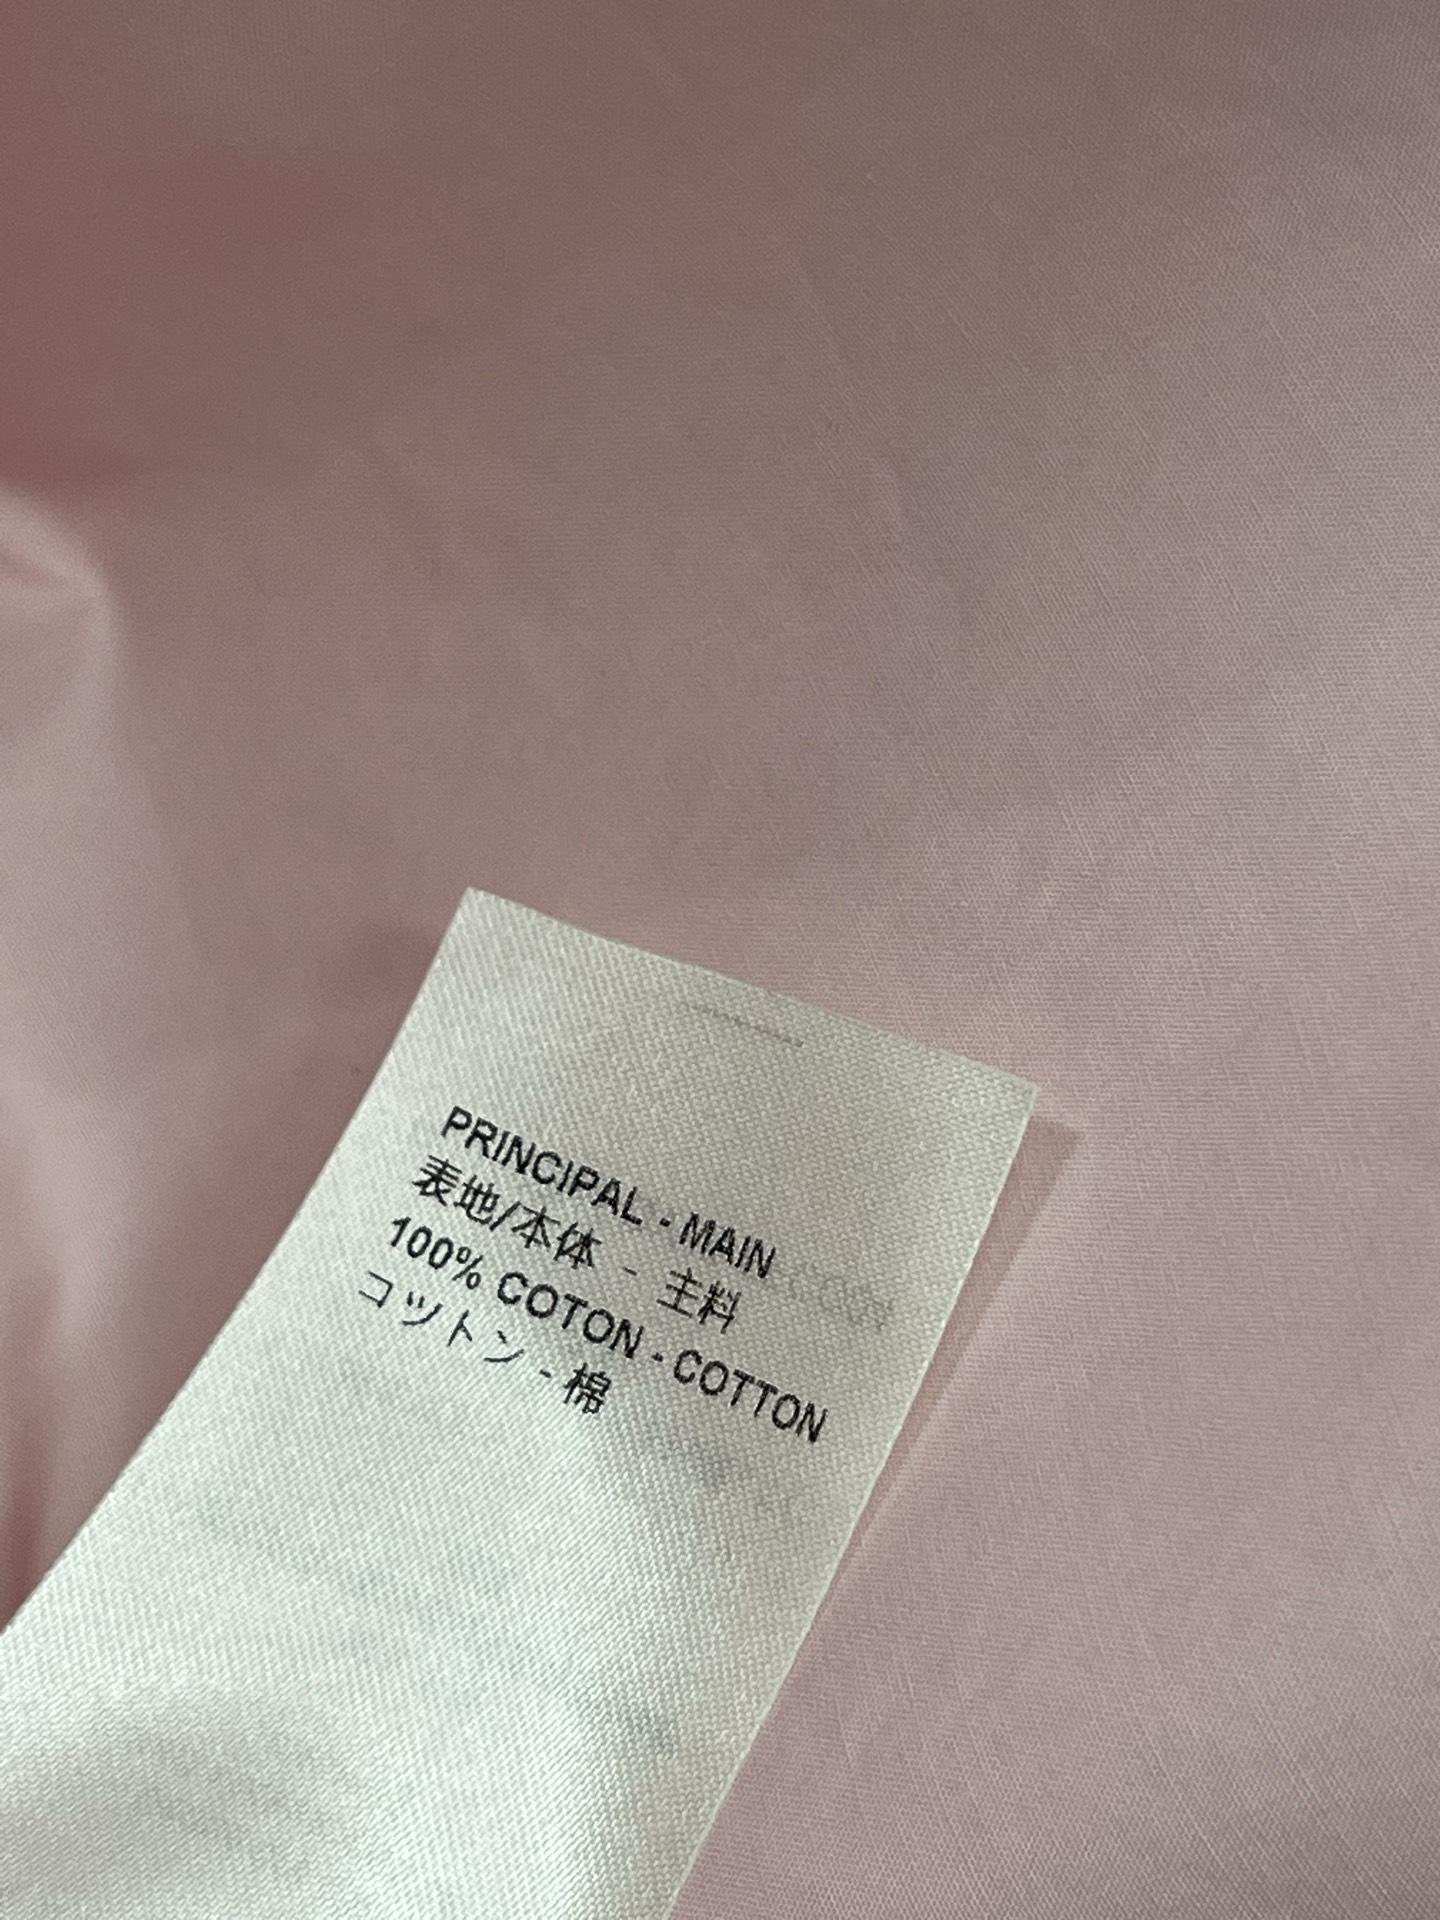 PRINCIPAL - MAIN
表地/本体 - 主料
100% COTON - COTTON
コットン - 棉